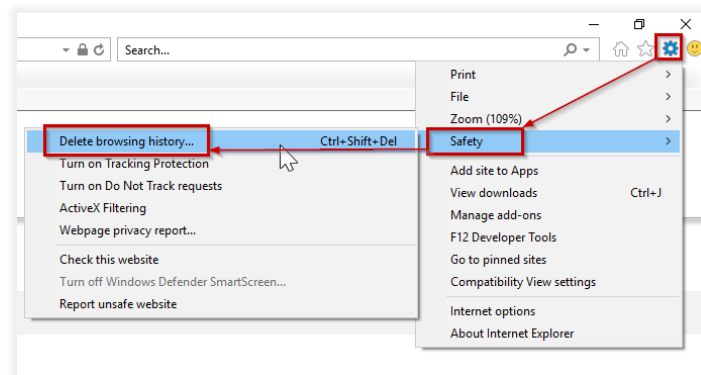 Search...
Print
File
Zoom (109%)
Safety
Add site to Apps
View downloads Ctrl+J
Manage add-ons
F12 Developer Tools
Go to pinned sites
Compatibility View settings
Internet options
About Internet Explorer
Delete browsing history... Ctrl+Shift+Del
Turn on Tracking Protection
Turn on Do Not Track requests
ActiveX Filtering
Webpage privacy report...
Check this website
Turn off Windows Defender SmartScreen...
Report unsafe website